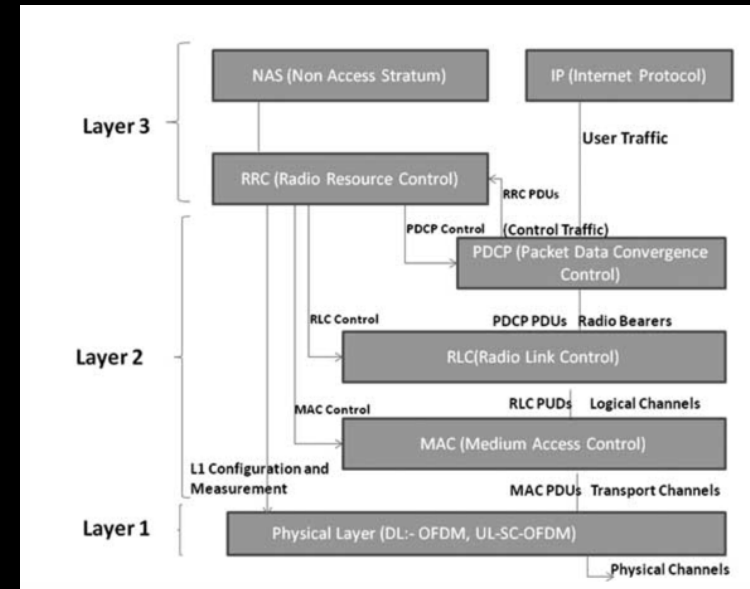 NAS (Non Access Stratum)
IP (Internet Protocol)
Layer 3
User Traffic
RRC (Radio Resource Control)
RRC PDUs
PDCP Control
(Control Traffic)
PDCP (Packet Data Convergence
Control)
RLC Control
PDCP PDUs Radio Bearers
Layer 2
RLC(Radio Link Control)
MAC Control
RLC PUDs Logical Channels
MAC (Medium Access Control)
L1 Configuration and
Measurement
MAC PDUs Transport Channels
Layer 1
Physical Layer (DL:- OFDM, UL-SC-OFDM)
Physical Channels